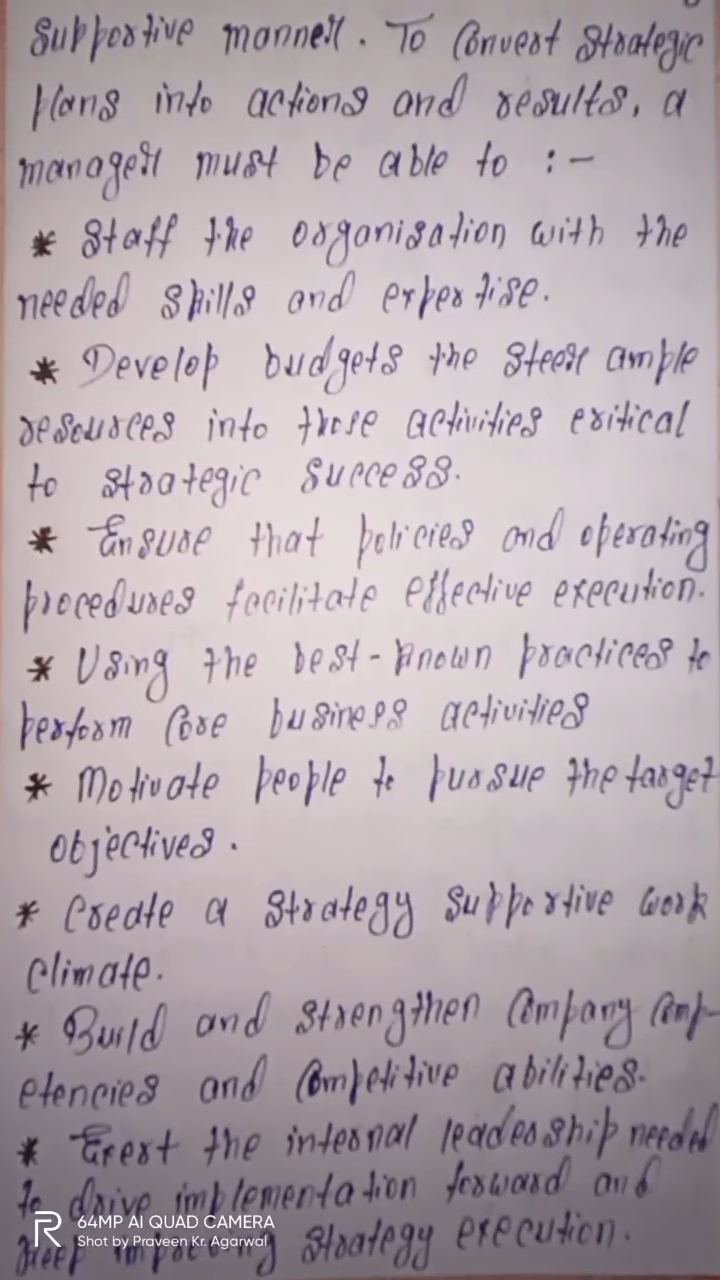 supportive manner. To convert strategic
plans into actions and results, a
manager must be able to :-
* Staff the organisation with the
needed skills and expertise.
* Develop budgets the steer ample
resources into those activities critical
to strategic success.
* Ensure that policies and operating
procedures facilitate effective execution.
* Using the best-known practices to
perform core business activities
* Motivate people to pursue the target
objectives.
* Create a strategy supportive work
climate.
* Build and strengthen company comp-
etencies and competitive abilities.
* Exert the internal leadership needed
to drive implementation forward and
keep improving strategy execution.
64MP AI QUAD CAMERA
Shot by Praveen Kr. Agarwal